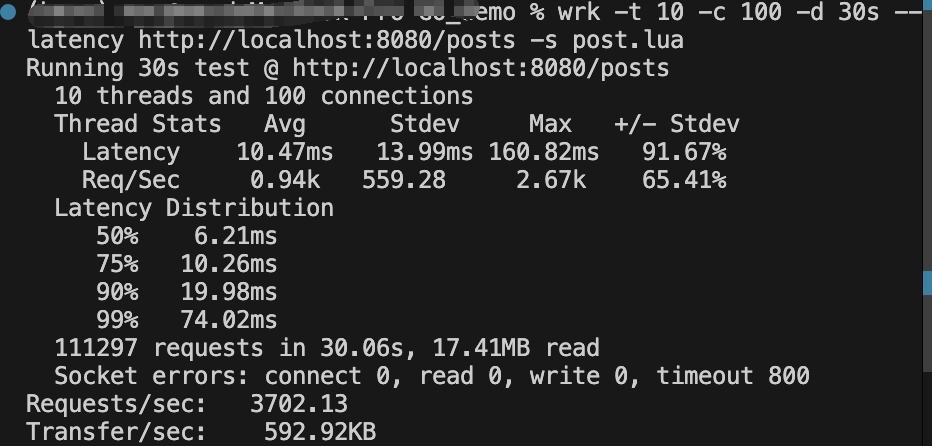 demo % wrk -t 10 -c 100 -d 30s --
latency http://localhost:8080/posts -s post.lua
Running 30s test @ http://localhost:8080/posts
10 threads and 100 connections
Thread Stats Avg Stdev Max +/- Stdev
Latency 10.47ms 13.99ms 160.82ms 91.67%
Req/Sec 0.94k 559.28 2.67k 65.41%
Latency Distribution
50% 6.21ms
75% 10.26ms
90% 19.98ms
99% 74.02ms
111297 requests in 30.06s, 17.41MB read
Socket errors: connect 0, read 0, write 0, timeout 800
Requests/sec: 3702.13
Transfer/sec: 592.92KB